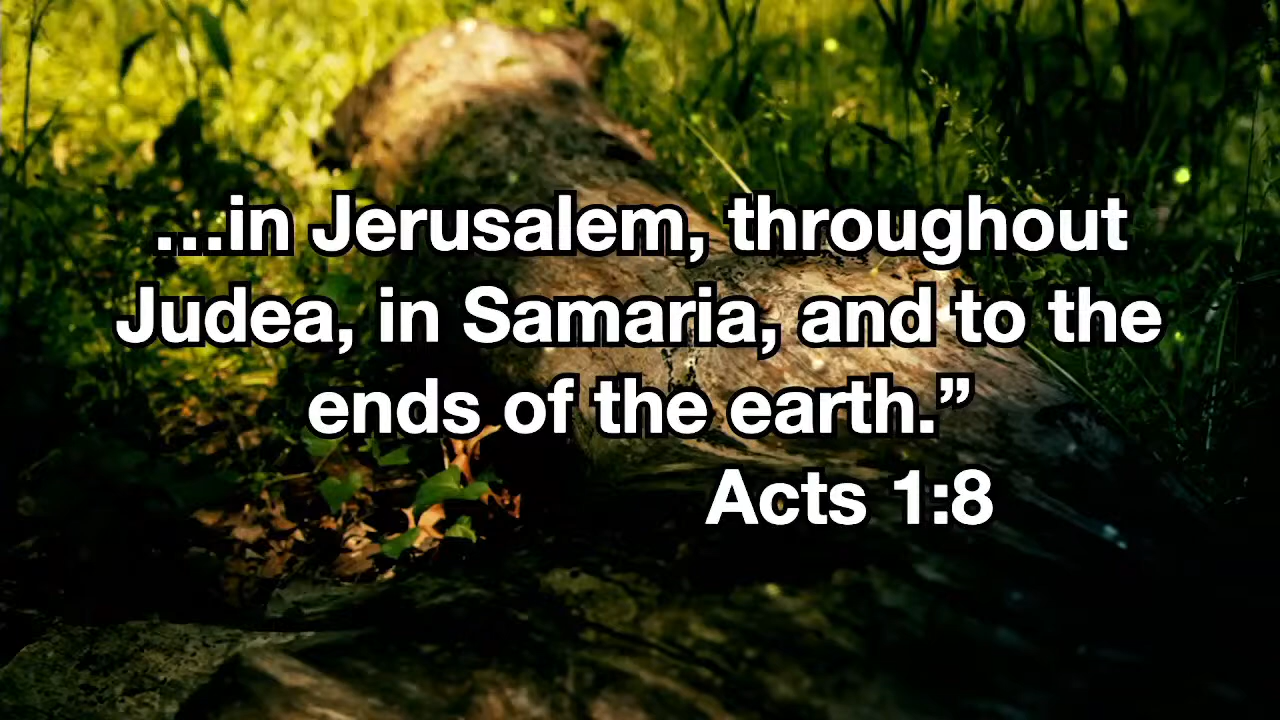 …in Jerusalem, throughout
Judea, in Samaria, and to the
ends of the earth.”
Acts 1:8